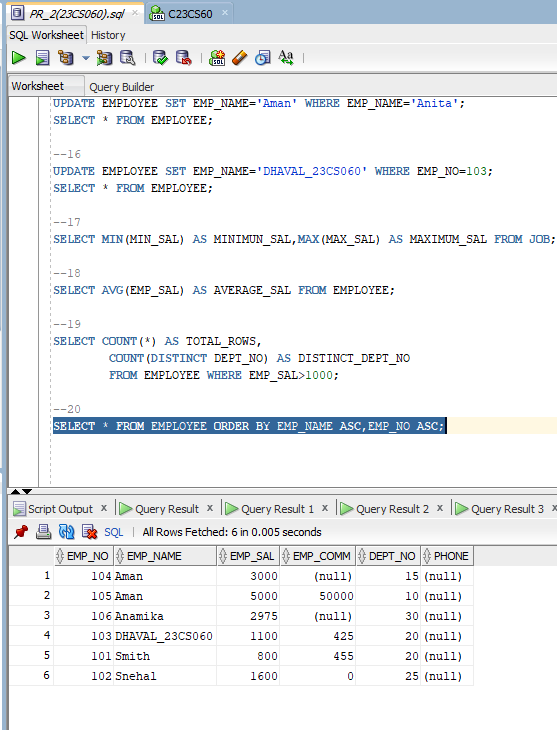 PR_2(23CS060).sql × C23CS60 ×
SQL Worksheet History
Aa
Worksheet Query Builder
UPDATE EMPLOYEE SET EMP_NAME='Aman' WHERE EMP_NAME='Anita';
SELECT * FROM EMPLOYEE;
--16
UPDATE EMPLOYEE SET EMP_NAME='DHAVAL_23CS060' WHERE EMP_NO=103;
SELECT * FROM EMPLOYEE;
--17
SELECT MIN(MIN_SAL) AS MINIMUN_SAL,MAX(MAX_SAL) AS MAXIMUM_SAL FROM JOB;
--18
SELECT AVG(EMP_SAL) AS AVERAGE_SAL FROM EMPLOYEE;
--19
SELECT COUNT(*) AS TOTAL_ROWS,
COUNT(DISTINCT DEPT_NO) AS DISTINCT_DEPT_NO
FROM EMPLOYEE WHERE EMP_SAL>1000;
--20
SELECT * FROM EMPLOYEE ORDER BY EMP_NAME ASC,EMP_NO ASC;
Script Output × Query Result × Query Result 1 × Query Result 2 × Query Result 3 ×
SQL | All Rows Fetched: 6 in 0.005 seconds
EMP_NO EMP_NAME EMP_SAL EMP_COMM DEPT_NO PHONE
1 104 Aman 3000 (null) 15 (null)
2 105 Aman 5000 50000 10 (null)
3 106 Anamika 2975 (null) 30 (null)
4 103 DHAVAL_23CS060 1100 425 20 (null)
5 101 Smith 800 455 20 (null)
6 102 Snehal 1600 0 25 (null)